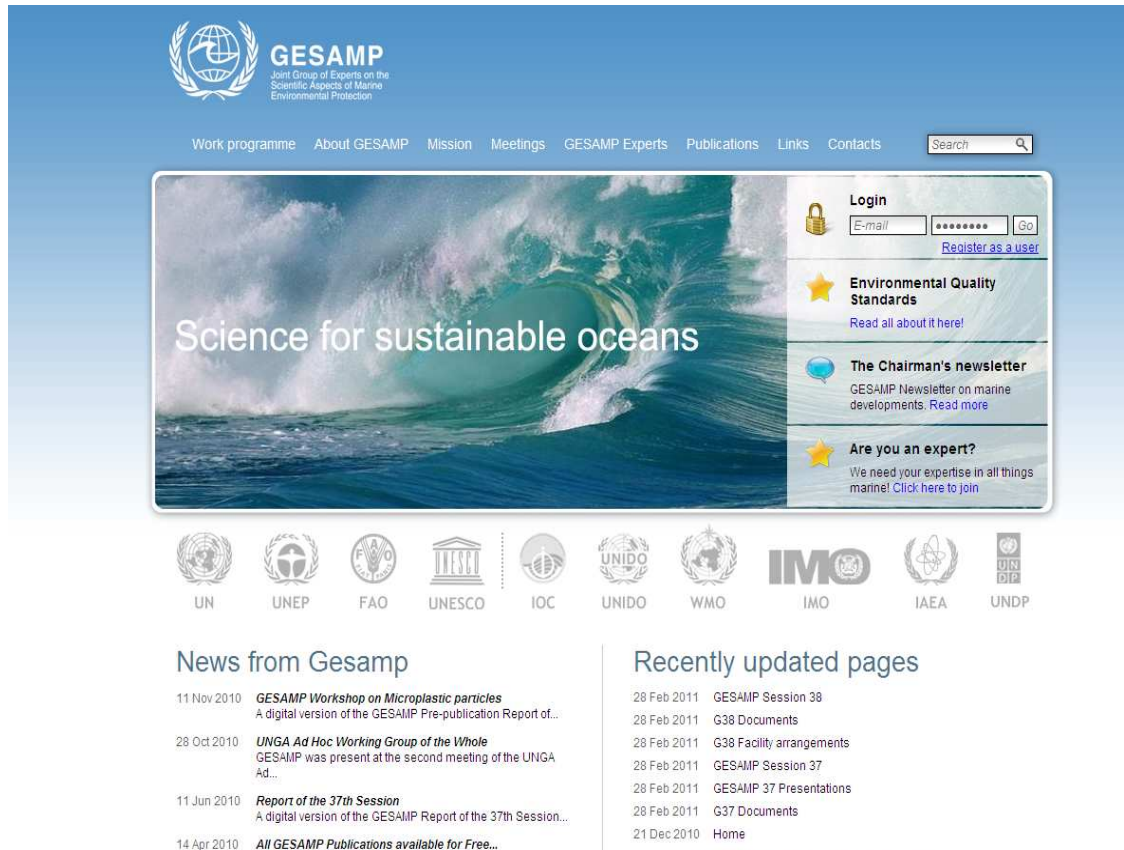 GESAMP
Joint Group of Experts on the
Scientific Aspects of Marine
Environmental Protection
Work programme About GESAMP Mission Meetings GESAMP Experts Publications Links Contacts Search
Login
E-mail Go
Register as a user
Environmental Quality
Standards
Read all about it here!
Science for sustainable oceans
The Chairman's newsletter
GESAMP Newsletter on marine
developments. Read more
Are you an expert?
We need your expertise in all things
marine! Click here to join
FAO
UNESCO
UNIDO
IMO
UN
DP
UN UNEP FAO UNESCO IOC UNIDO WMO IMO IAEA UNDP
News from Gesamp
11 Nov 2010 GESAMP Workshop on Microplastic particles
A digital version of the GESAMP Pre-publication Report of...
28 Oct 2010 UNGA Ad Hoc Working Group of the Whole
GESAMP was present at the second meeting of the UNGA
Ad...
11 Jun 2010 Report of the 37th Session
A digital version of the GESAMP Report of the 37th Session...
14 Apr 2010 All GESAMP Publications available for Free...
Recently updated pages
28 Feb 2011 GESAMP Session 38
28 Feb 2011 G38 Documents
28 Feb 2011 G38 Facility arrangements
28 Feb 2011 GESAMP Session 37
28 Feb 2011 GESAMP 37 Presentations
28 Feb 2011 G37 Documents
21 Dec 2010 Home